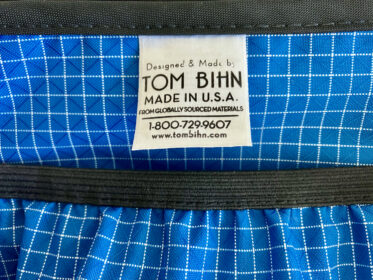 Designed & Made by
TOM BIHN
MADE IN U.S.A.
FROM GLOBALLY SOURCED MATERIALS
1-800-729-9607
www.tombihn.com